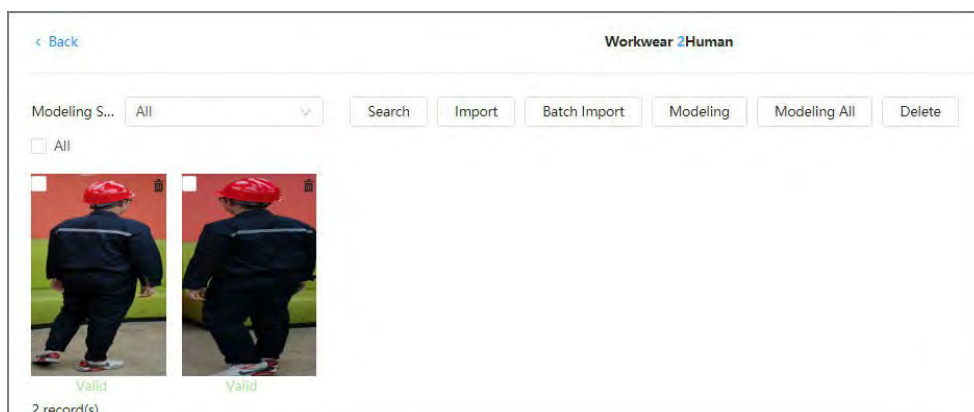 < Back
Workwear 2Human
Modeling S... All Search Import Batch Import Modeling Modeling All Delete
All
Valid Valid
2 record(s)